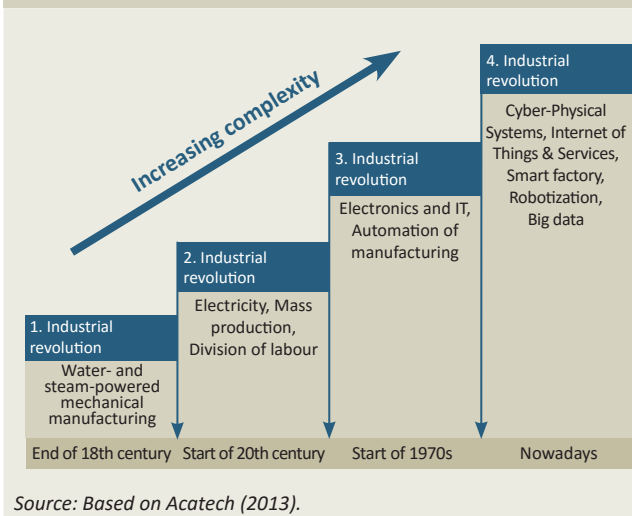 Increasing complexity
1. Industrial
revolution
Water- and
steam-powered
mechanical
manufacturing
2. Industrial
revolution
Electricity, Mass
production,
Division of labour
3. Industrial
revolution
Electronics and IT,
Automation of
manufacturing
4. Industrial
revolution
Cyber-Physical
Systems, Internet of
Things & Services,
Smart factory,
Robotization,
Big data
End of 18th century
Start of 20th century
Start of 1970s
Nowadays
Source: Based on Acatech (2013).